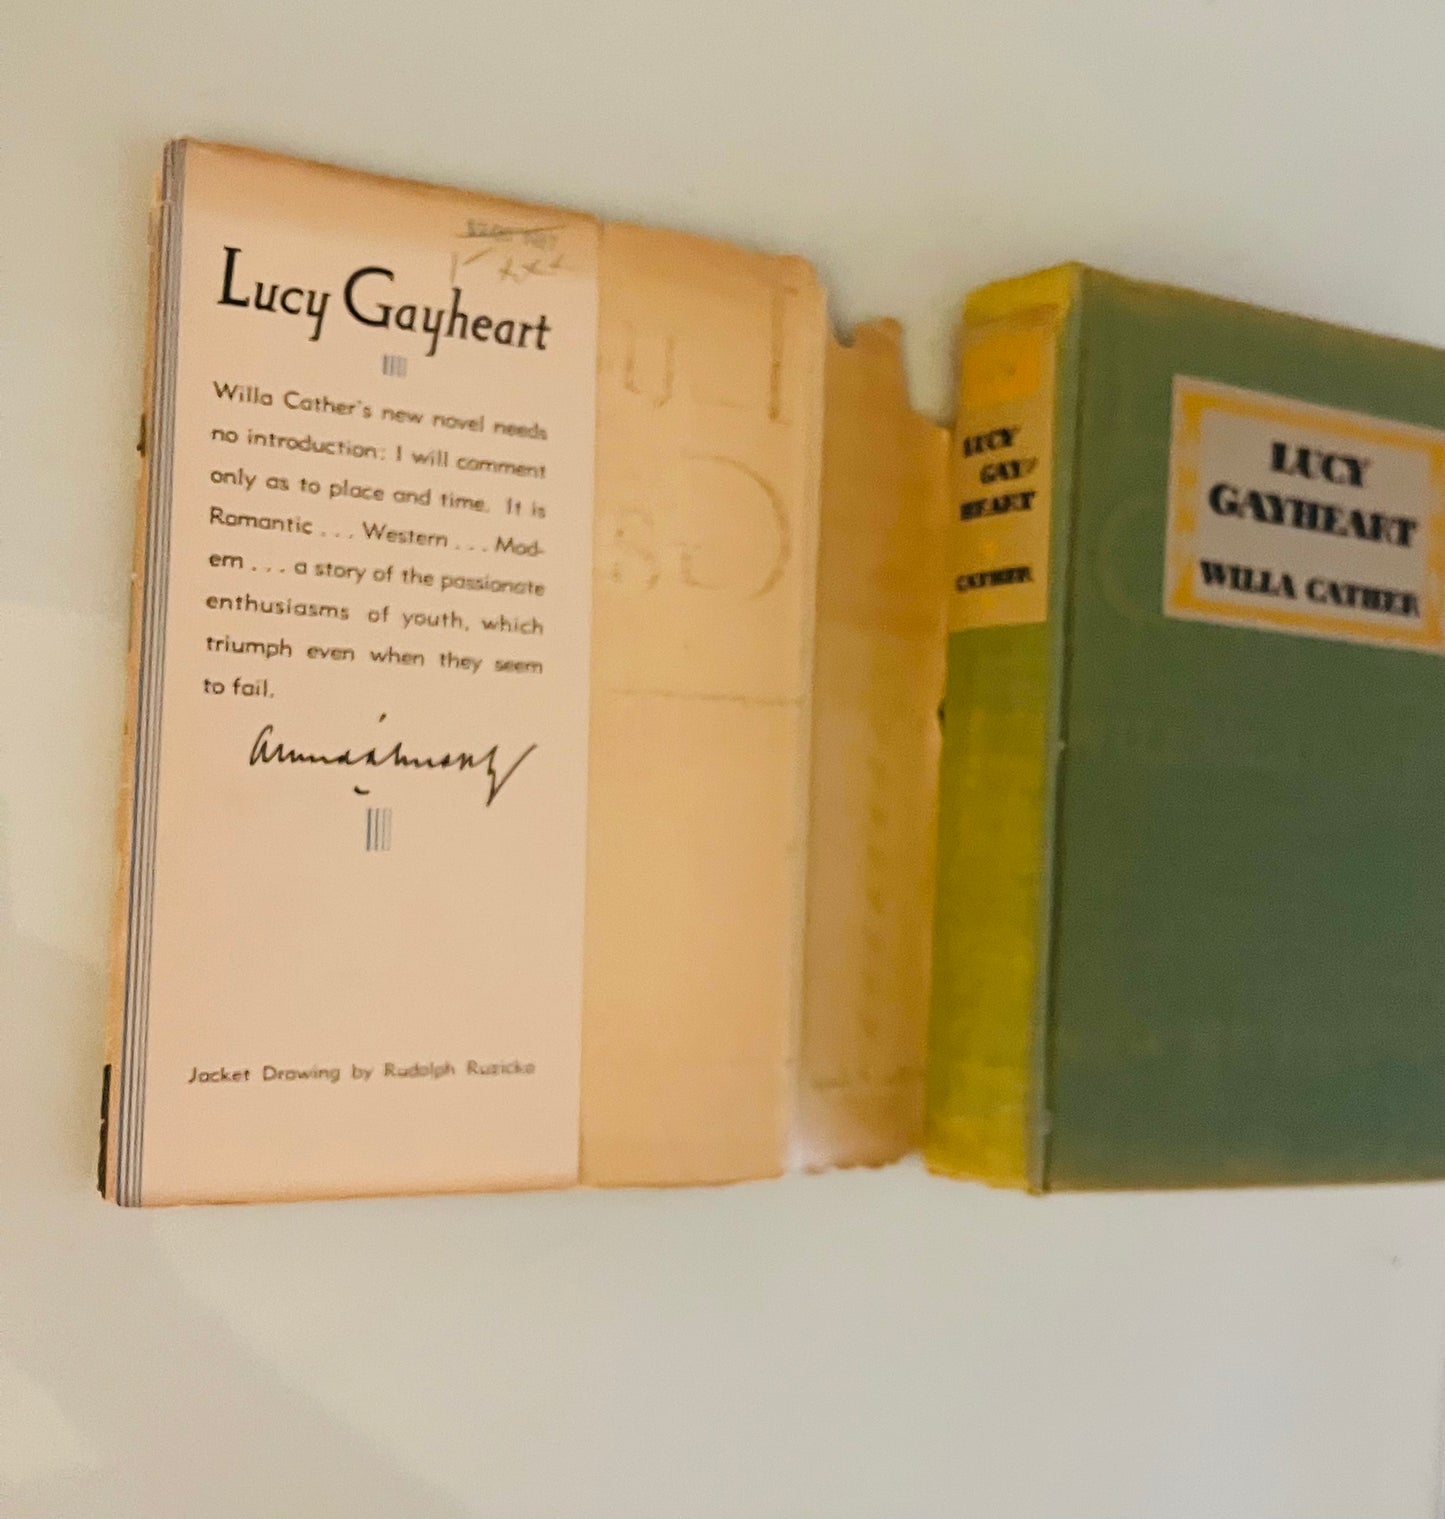 Lucy Gayheart
Willa Cather's new novel needs
no introduction: I will comment
only as to place and time. It is
Romantic . . . Western . . . Mod-
ern . . . a story of the passionate
enthusiasms of youth, which
triumph even when they seem
to fail.
Jacket Drawing by Rudolph Ruzicka
LUCY
GAY-
HEART
CATHER
LUCY
GAYHEART
WILLA CATHER